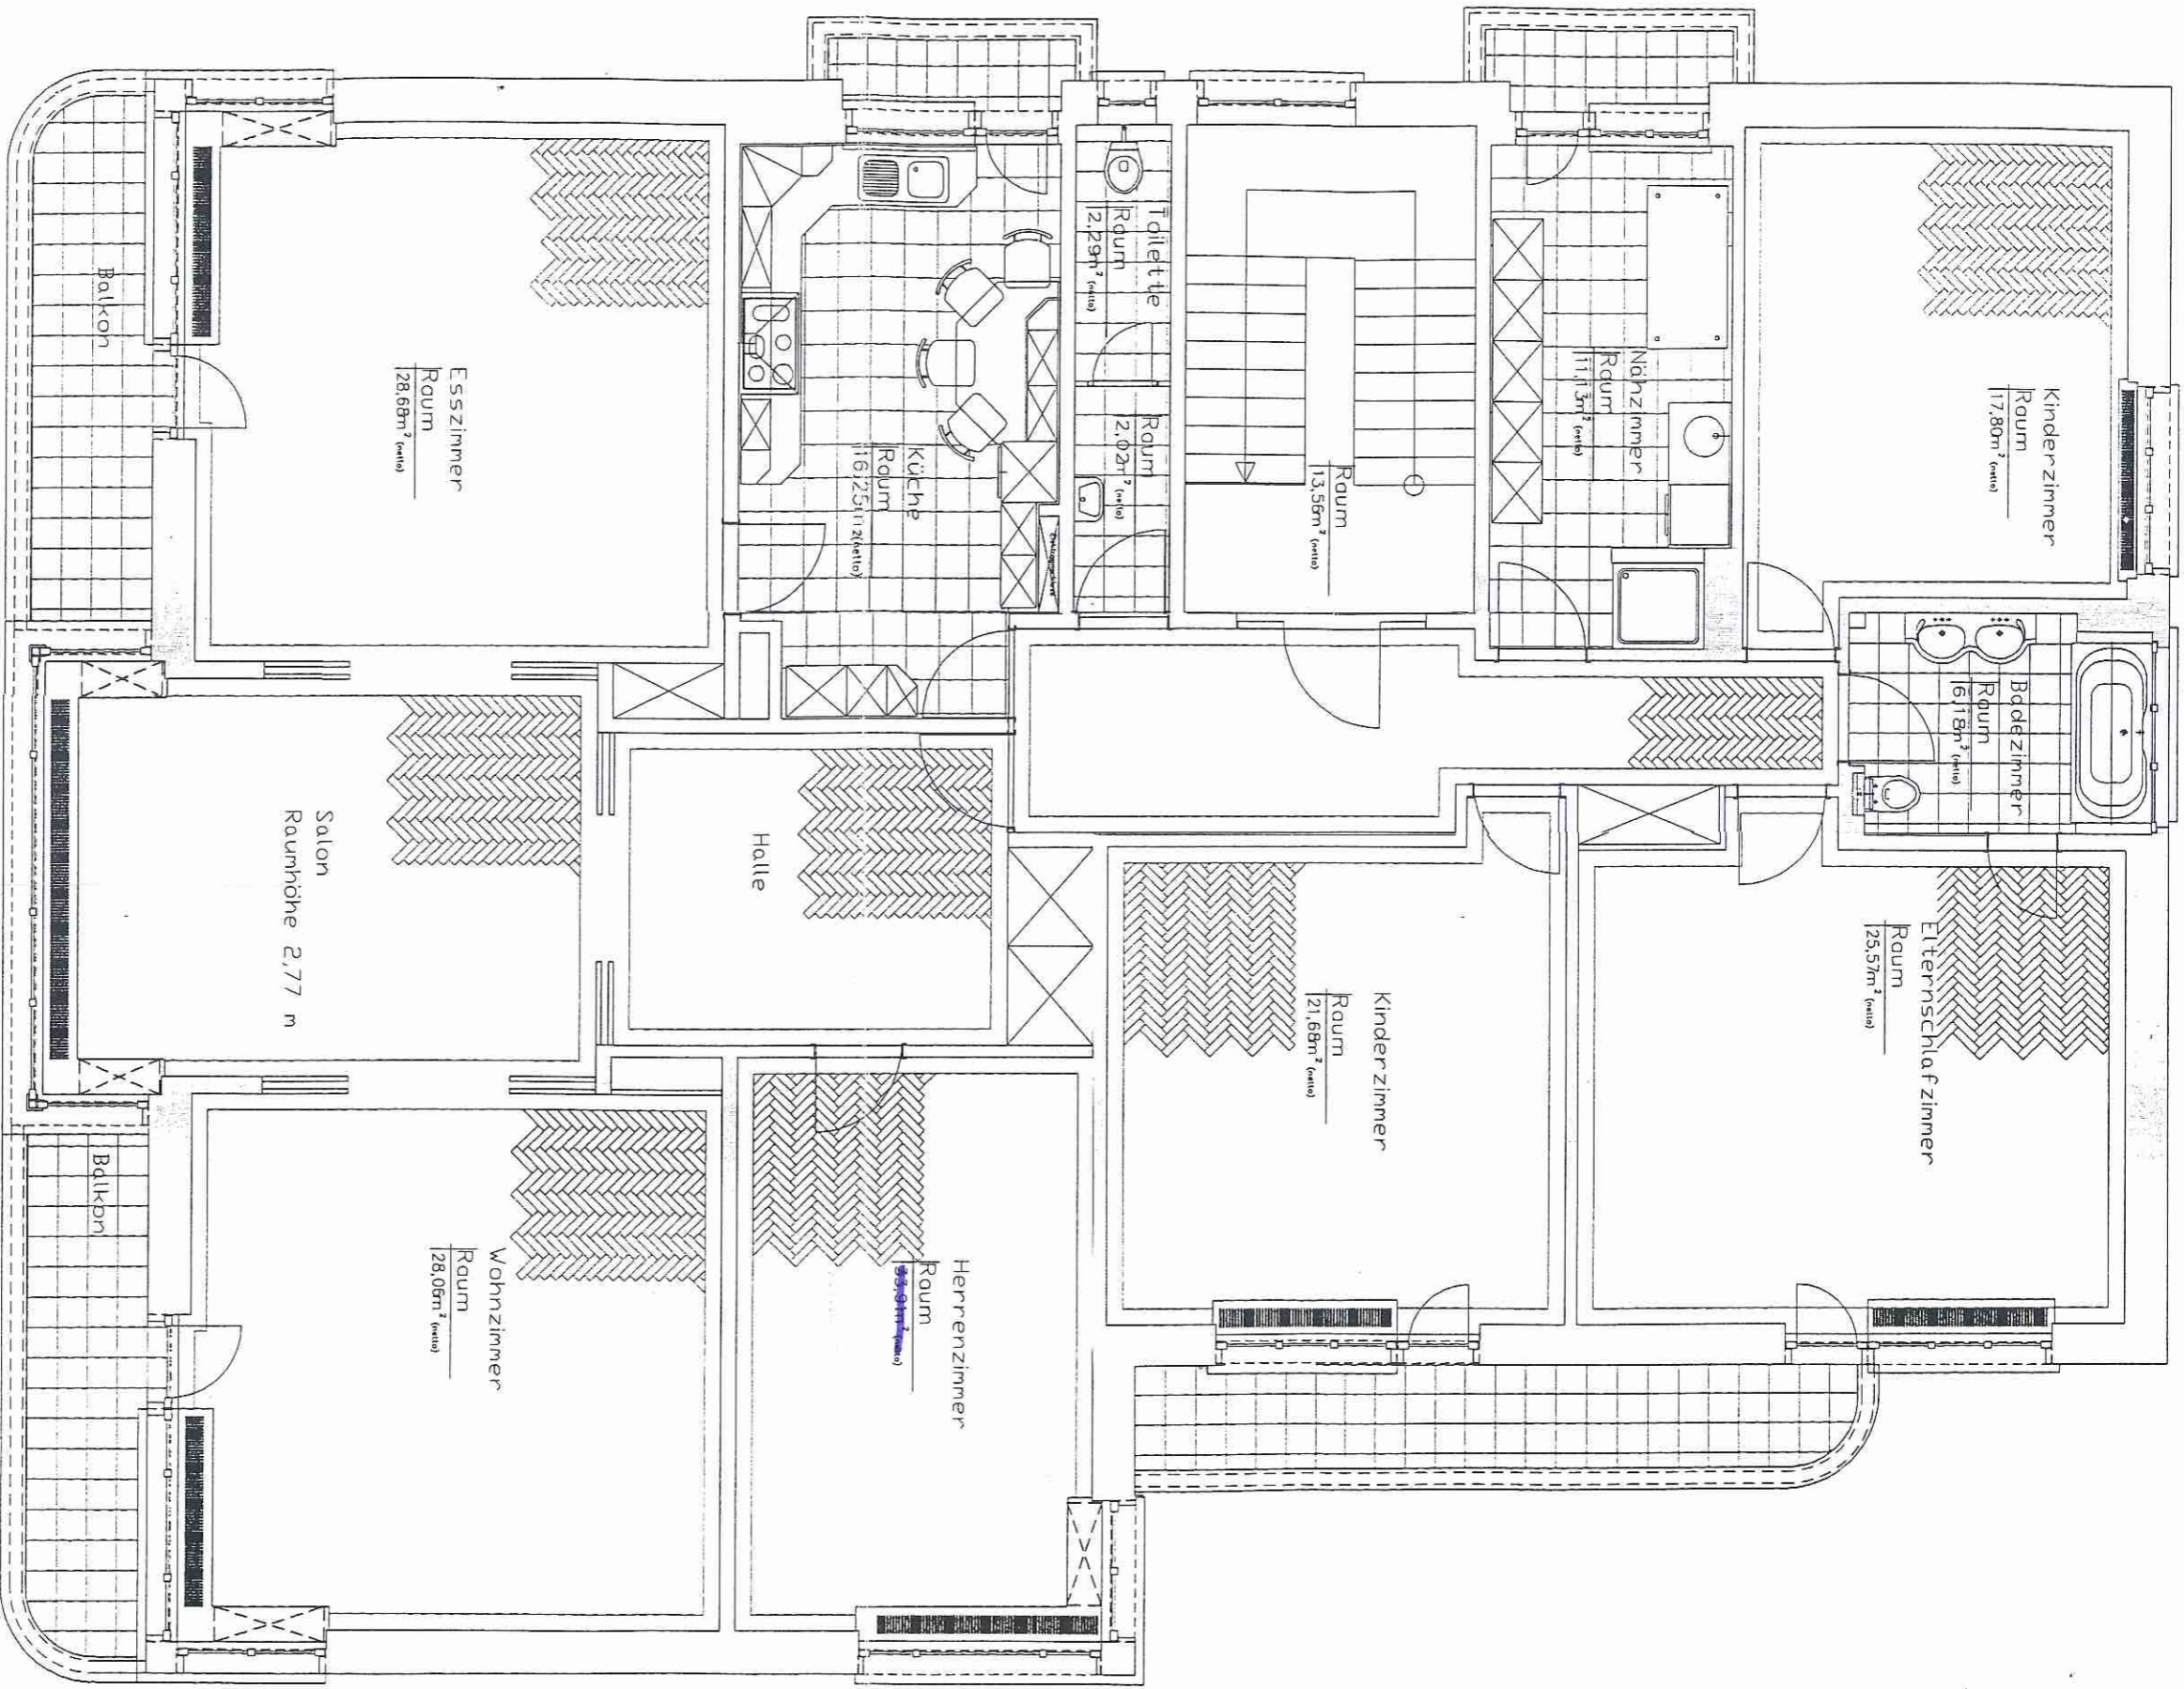 Balkon
Esszimmer
Raum
28,68m² (netto)
Küche
Raum
16,25m2(netto)
Toilette
Raum
2,29m² (netto)
Raum
2,02m² (netto)
Raum
13,56m² (netto)
Nähzimmer
Raum
11,13m² (netto)
Kinderzimmer
Raum
17,80m² (netto)
Badezimmer
Raum
6,18m² (netto)
Salon
Raumhöhe 2,77 m
Halle
Kinderzimmer
Raum
21,68m² (netto)
Elternschlafzimmer
Raum
25,57m² (netto)
Balkon
Wohnzimmer
Raum
28,06m² (netto)
Herrenzimmer
Raum